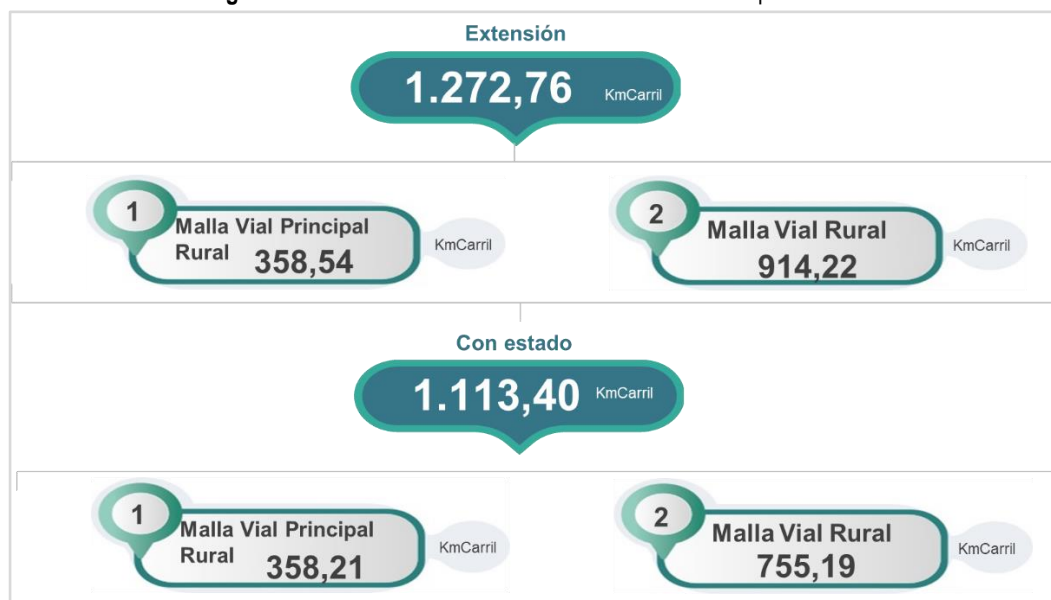 Extensión
1.272,76 KmCarril
1
Malla Vial Principal
Rural 358,54
KmCarril
2
Malla Vial Rural
914,22
KmCarril
Con estado
1.113,40 KmCarril
1
Malla Vial Principal
Rural 358,21
KmCarril
2
Malla Vial Rural
755,19
KmCarril